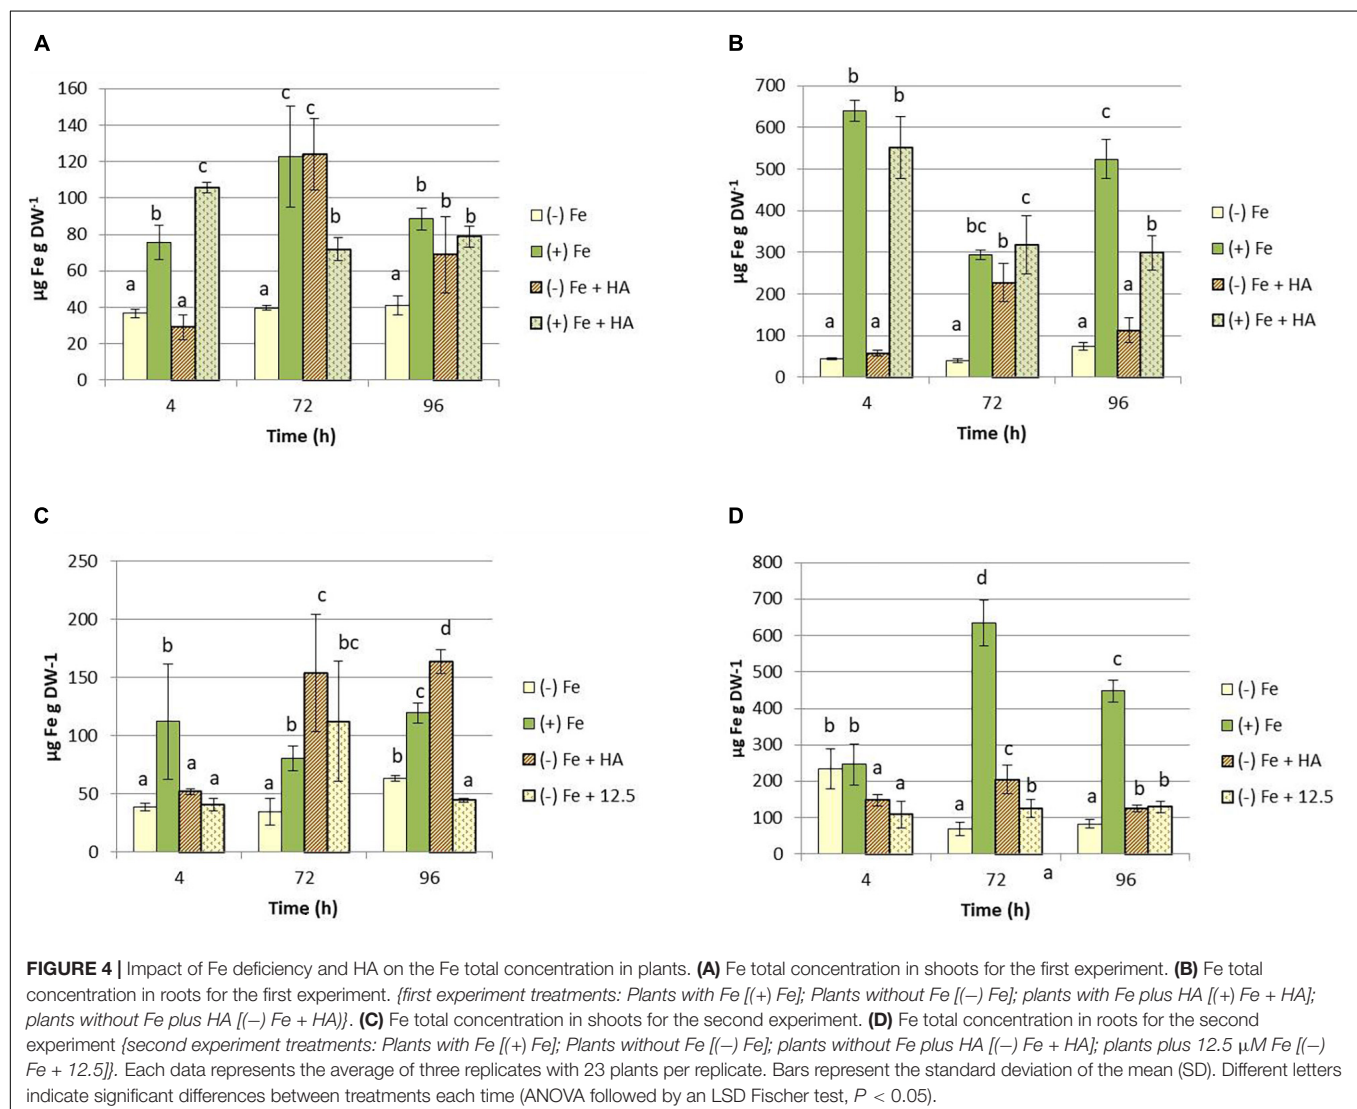 A
160
140
120
100
80
60
40
20
0
µg Fe g DW-1
a b a c
a c c b
a b b b
4 72 96
Time (h)
(-) Fe
(+) Fe
(-) Fe + HA
(+) Fe + HA
B
700
600
500
400
300
200
100
0
µg Fe g DW-1
a b a b
a bc b c
a c a b
4 72 96
Time (h)
(-) Fe
(+) Fe
(-) Fe + HA
(+) Fe + HA
C
250
200
150
100
50
0
µg Fe g DW-1
a b a a
a b c bc
b c d a
4 72 96
Time (h)
(-) Fe
(+) Fe
(-) Fe + HA
(-) Fe + 12.5
D
800
700
600
500
400
300
200
100
0
µg Fe g DW-1
b b a a
a d c b
a c b b
4 72 a 96
Time (h)
(-) Fe
(+) Fe
(-) Fe + HA
(-) Fe + 12.5
FIGURE 4 | Impact of Fe deficiency and HA on the Fe total concentration in plants. (A) Fe total concentration in shoots for the first experiment. (B) Fe total
concentration in roots for the first experiment. {first experiment treatments: Plants with Fe [(+) Fe]; Plants without Fe [(−) Fe]; plants with Fe plus HA [(+) Fe + HA];
plants without Fe plus HA [(−) Fe + HA)}. (C) Fe total concentration in shoots for the second experiment. (D) Fe total concentration in roots for the second
experiment {second experiment treatments: Plants with Fe [(+) Fe]; Plants without Fe [(−) Fe]; plants without Fe plus HA [(−) Fe + HA]; plants plus 12.5 µM Fe [(−)
Fe + 12.5]}. Each data represents the average of three replicates with 23 plants per replicate. Bars represent the standard deviation of the mean (SD). Different letters
indicate significant differences between treatments each time (ANOVA followed by an LSD Fischer test, P < 0.05).